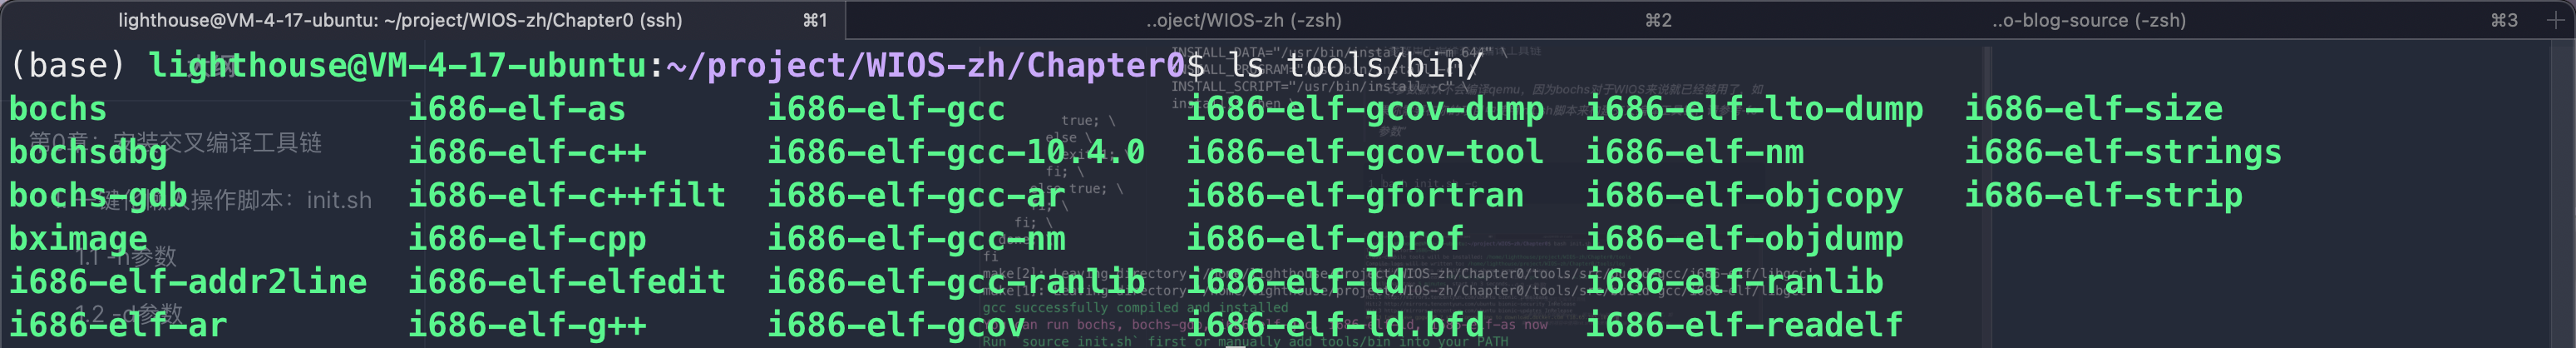 lighthouse@VM-4-17-ubuntu: ~/project/WIOS-zh/Chapter0 (ssh) ⌘1 ..oject/WIOS-zh (-zsh) ⌘2 ..o-blog-source (-zsh) ⌘3
(base) lighthouse@VM-4-17-ubuntu:~/project/WIOS-zh/Chapter0$ ls tools/bin/
bochs i686-elf-as i686-elf-gcc i686-elf-gcov-dump i686-elf-lto-dump i686-elf-size
bochsdbg i686-elf-c++ i686-elf-gcc-10.4.0 i686-elf-gcov-tool i686-elf-nm i686-elf-strings
bochs-gdb i686-elf-c++filt i686-elf-gcc-ar i686-elf-gfortran i686-elf-objcopy i686-elf-strip
bximage i686-elf-cpp i686-elf-gcc-nm i686-elf-gprof i686-elf-objdump
i686-elf-addr2line i686-elf-elfedit i686-elf-gcc-ranlib i686-elf-ld i686-elf-ranlib
i686-elf-ar i686-elf-g++ i686-elf-gcov i686-elf-ld.bfd i686-elf-readelf